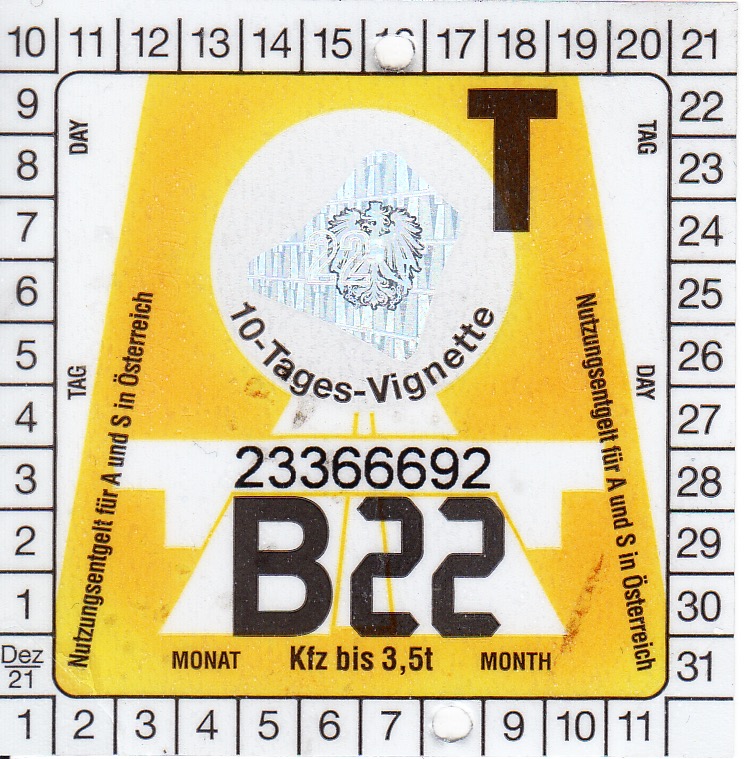 10 11 12 13 14 15 16 17 18 19 20 21
9 22
8 23
7 24
6 25
5 26
4 27
3 28
2 29
1 30
Dez
21
31
1 2 3 4 5 6 7 9 10 11
DAY
TAG
T
22
10-Tages-Vignette
TAG
DAY
Nutzungsentgelt für A und S in Österreich
Nutzungsentgelt für A und S in Österreich
23366692
B22
MONAT Kfz bis 3,5t MONTH